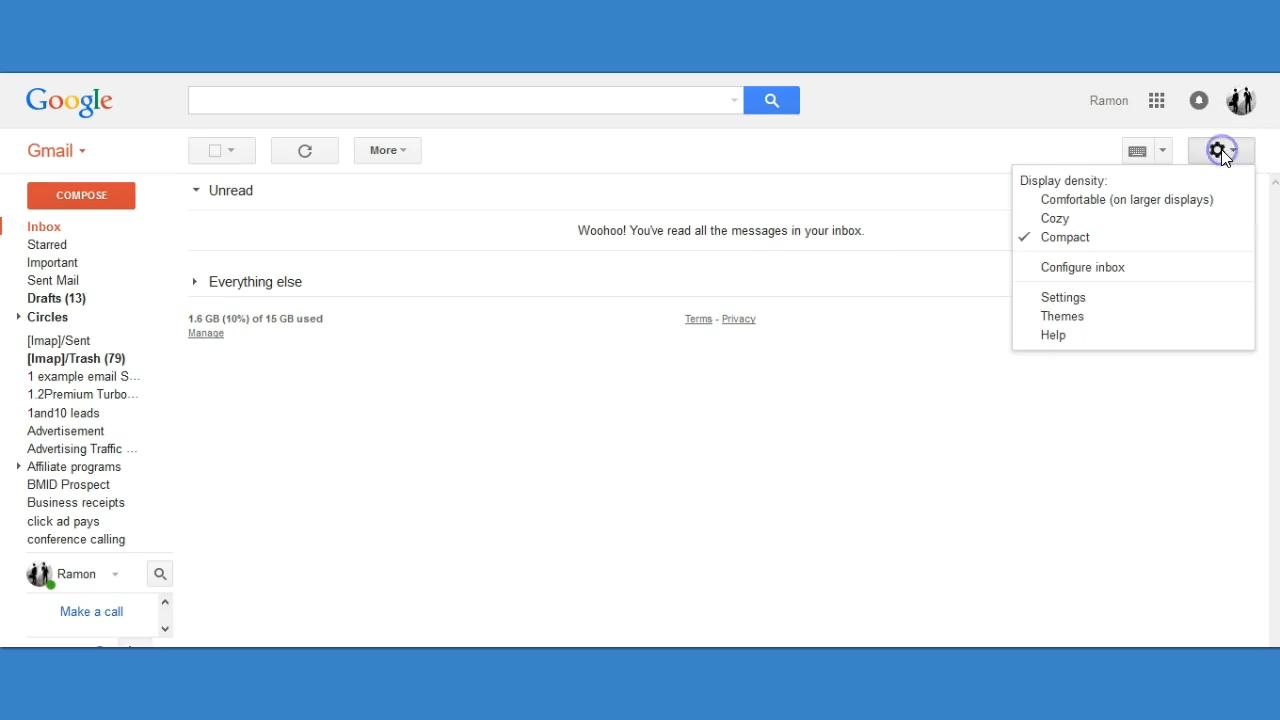 Google
Ramon
Gmail
More
COMPOSE
Inbox
Starred
Important
Sent Mail
Drafts (13)
Circles
[Imap]/Sent
[Imap]/Trash (79)
1 example email S...
1.2Premium Turbo...
1and10 leads
Advertisement
Advertising Traffic ...
Affiliate programs
BMID Prospect
Business receipts
click ad pays
conference calling
Ramon
Make a call
Unread
Woohoo! You've read all the messages in your inbox.
Everything else
1.6 GB (10%) of 15 GB used
Manage
Terms - Privacy
Display density:
Comfortable (on larger displays)
Cozy
Compact
Configure inbox
Settings
Themes
Help